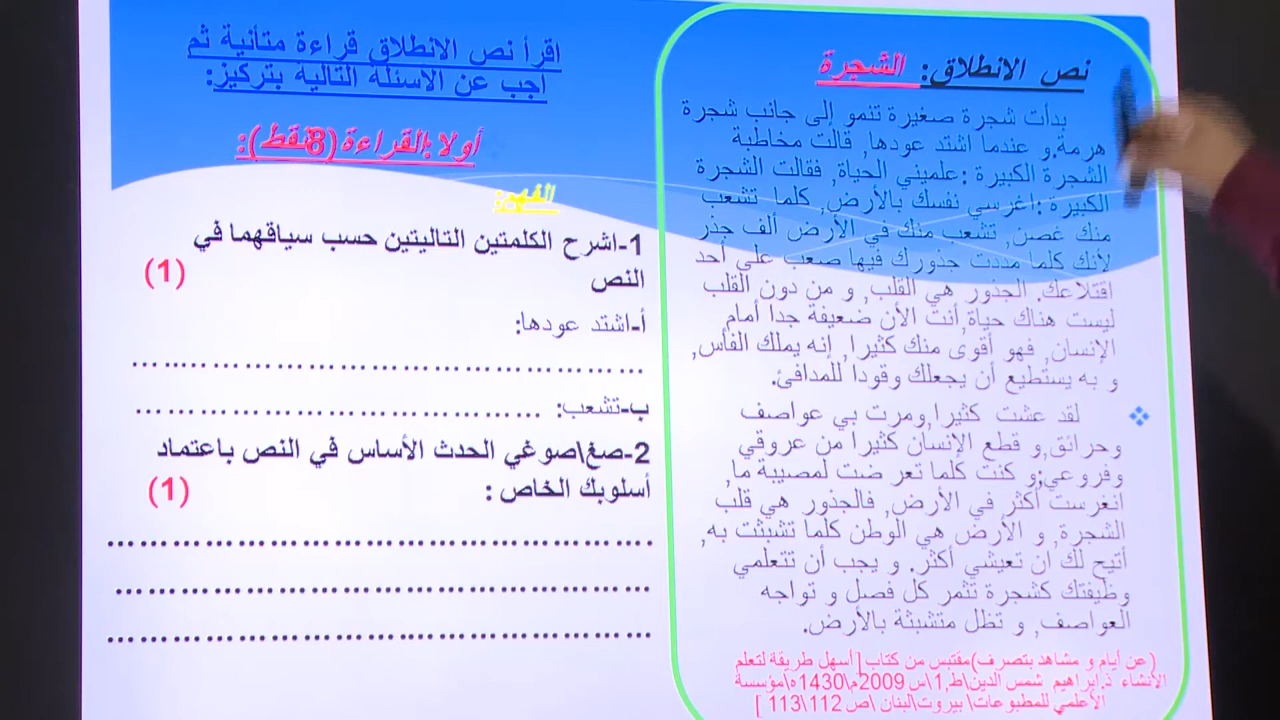 نص الانطلاق: الشجرة
بدأت شجرة صغيرة تنمو إلى جانب شجرة
هرمة.و عندما اشتد عودها, قالت مخاطبة
الشجرة الكبيرة :علميني الحياة, فقالت الشجرة
الكبيرة :اغرسي نفسك بالأرض, كلما تشعب
منك غصن, تشعب منك في الأرض ألف جذر
لأنك كلما مددت جذورك فيها صعب على أحد
اقتلاعك. الجذور هي القلب, و من دون القلب
ليست هناك حياة,أنت الأن ضعيفة جدا أمام
الإنسان, فهو أقوى منك كثيرا, إنه يملك الفأس,
و به يستطيع أن يجعلك وقودا للمدافئ.
لقد عشت كثيرا,ومرت بي عواصف
وحرائق,و قطع الإنسان كثيرا من عروقي
وفروعي;و كنت كلما تعرضت لمصيبة ما,
انغرست أكثر في الأرض, فالجذور هي قلب
الشجرة, و الأرض هي الوطن كلما تشبثت به,
أتيح لك ان تعيشي أكثر. و يجب أن تتعلمي
وظيفتك كشجرة تثمر كل فصل و تواجه
العواصف, و تظل متشبثة بالأرض.
(عن أيام و مشاهد بتصرف)مقتبس من كتاب[ أسهل طريقة لتعلم
الأنشاء ذ.إبراهيم شمس الدين\ط,1\س 2009م\1430ه\مؤسسة
الأعلمي للمطبوعات\ بيروت\لبنان \ص 112\113 ]
اقرأ نص الانطلاق قراءة متأنية ثم
اجب عن الاسئلة التالية بتركيز:
أولا بالقراءة (8نقط):
الفهم:
1-اشرح الكلمتين التاليتين حسب سياقهما في
النص (1)
أ-اشتد عودها:
ب-تشعب:
2-صغ\صوغي الحدث الأساس في النص باعتماد
أسلوبك الخاص : (1)